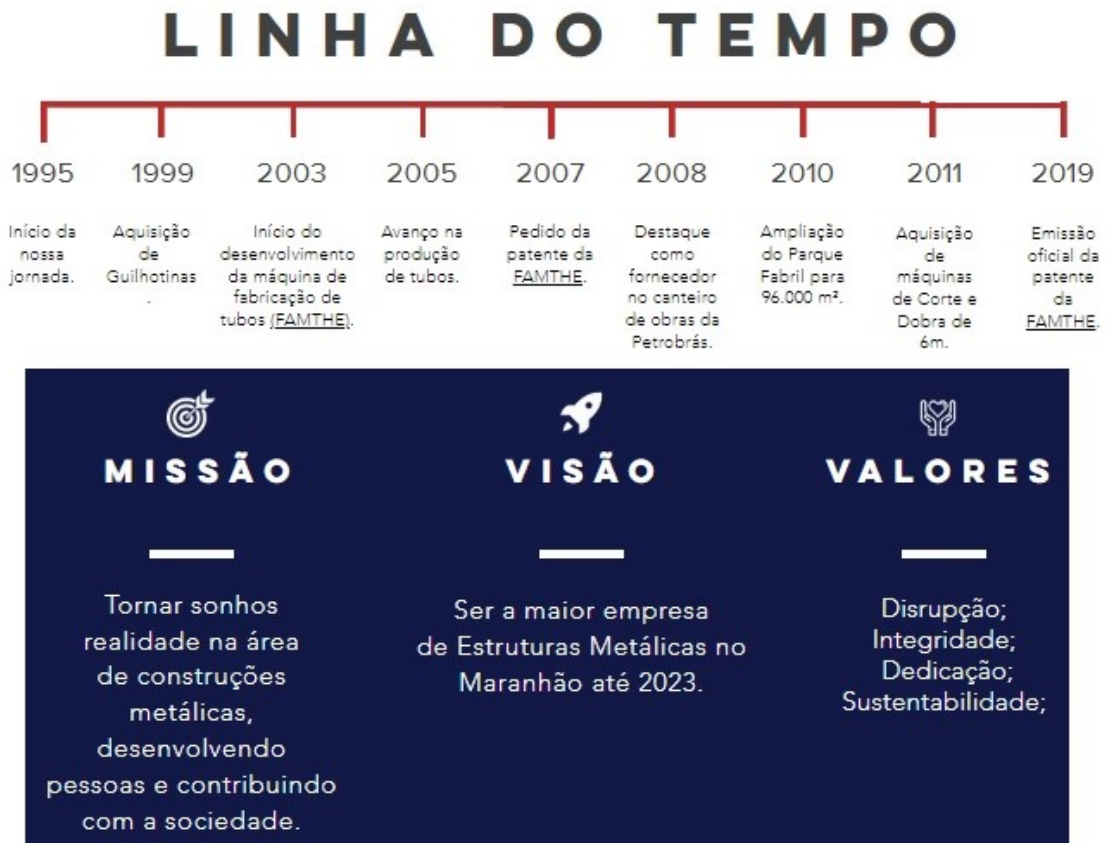 LINHA DO TEMPO
1995
Início da
nossa
jornada.
1999
Aquisição
de
Guilhotinas
.
2003
Início do
desenvolvimento
da máquina de
fabricação de
tubos (FAMTHE).
2005
Avanço na
produção
de tubos.
2007
Pedido da
patente da
FAMTHE.
2008
Destaque
como
fornecedor
no canteiro
de obras da
Petrobrás.
2010
Ampliação
do Parque
Fabril para
96.000 m².
2011
Aquisição
de
máquinas
de Corte e
Dobra de
6m.
2019
Emissão
oficial da
patente
da
FAMTHE.
MISSÃO
Tornar sonhos
realidade na área
de construções
metálicas,
desenvolvendo
pessoas e contribuindo
com a sociedade.
VISÃO
Ser a maior empresa
de Estruturas Metálicas no
Maranhão até 2023.
VALORES
Disrupção;
Integridade;
Dedicação;
Sustentabilidade;